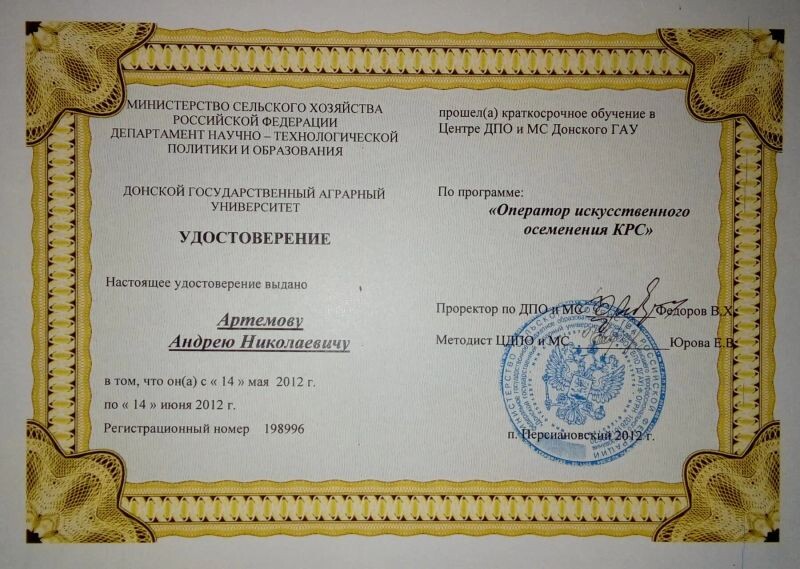 МИНИСТЕРСТВО СЕЛЬСКОГО ХОЗЯЙСТВА
РОССИЙСКОЙ ФЕДЕРАЦИИ
ДЕПАРТАМЕНТ НАУЧНО – ТЕХНОЛОГИЧЕСКОЙ
ПОЛИТИКИ И ОБРАЗОВАНИЯ
ДОНСКОЙ ГОСУДАРСТВЕННЫЙ АГРАРНЫЙ
УНИВЕРСИТЕТ
УДОСТОВЕРЕНИЕ
Настоящее удостоверение выдано
Артемову
Андрею Николаевичу
в том, что он(а) с « 14 » мая 2012 г.
по « 14 » июня 2012 г.
Регистрационный номер 198996
прошел(а) краткосрочное обучение в
Центре ДПО и МС Донского ГАУ
По программе:
«Оператор искусственного
осеменения КРС»
Проректор по ДПО и МС Федоров В.Х.
Методист ЦДПО и МС Юрова Е.В.
п. Персиановский 2012 г.